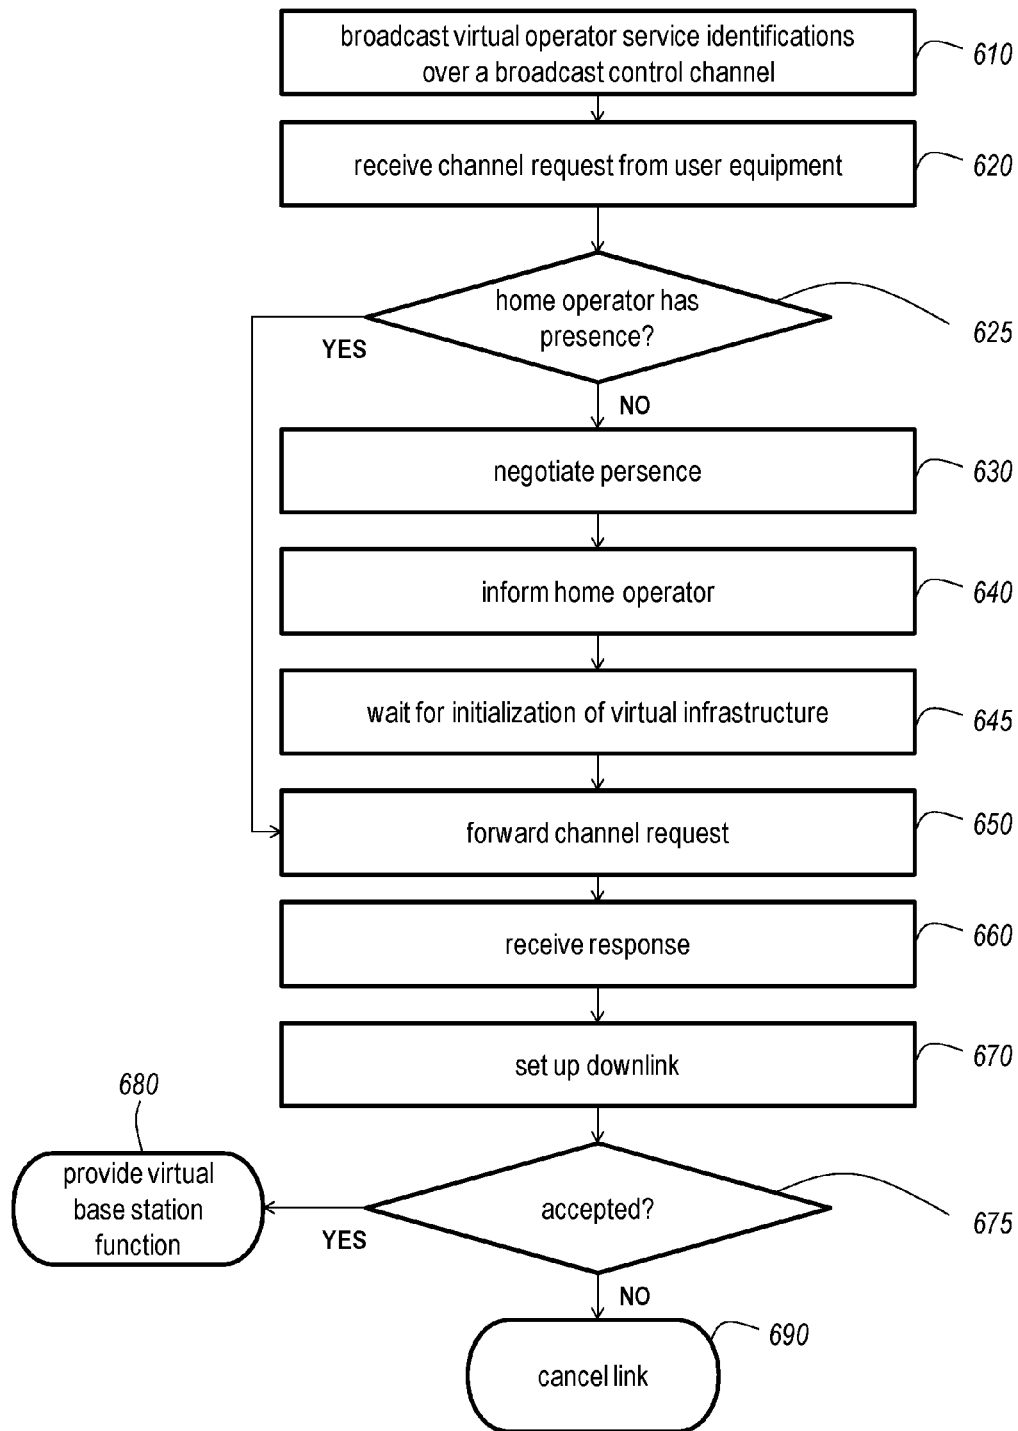 broadcast virtual operator service identifications
over a broadcast control channel
610
receive channel request from user equipment
620
home operator has
presence?
625
YES
NO
negotiate persence
630
inform home operator
640
wait for initialization of virtual infrastructure
645
forward channel request
650
receive response
660
set up downlink
670
680
provide virtual
base station
function
accepted?
675
YES
NO
690
cancel link